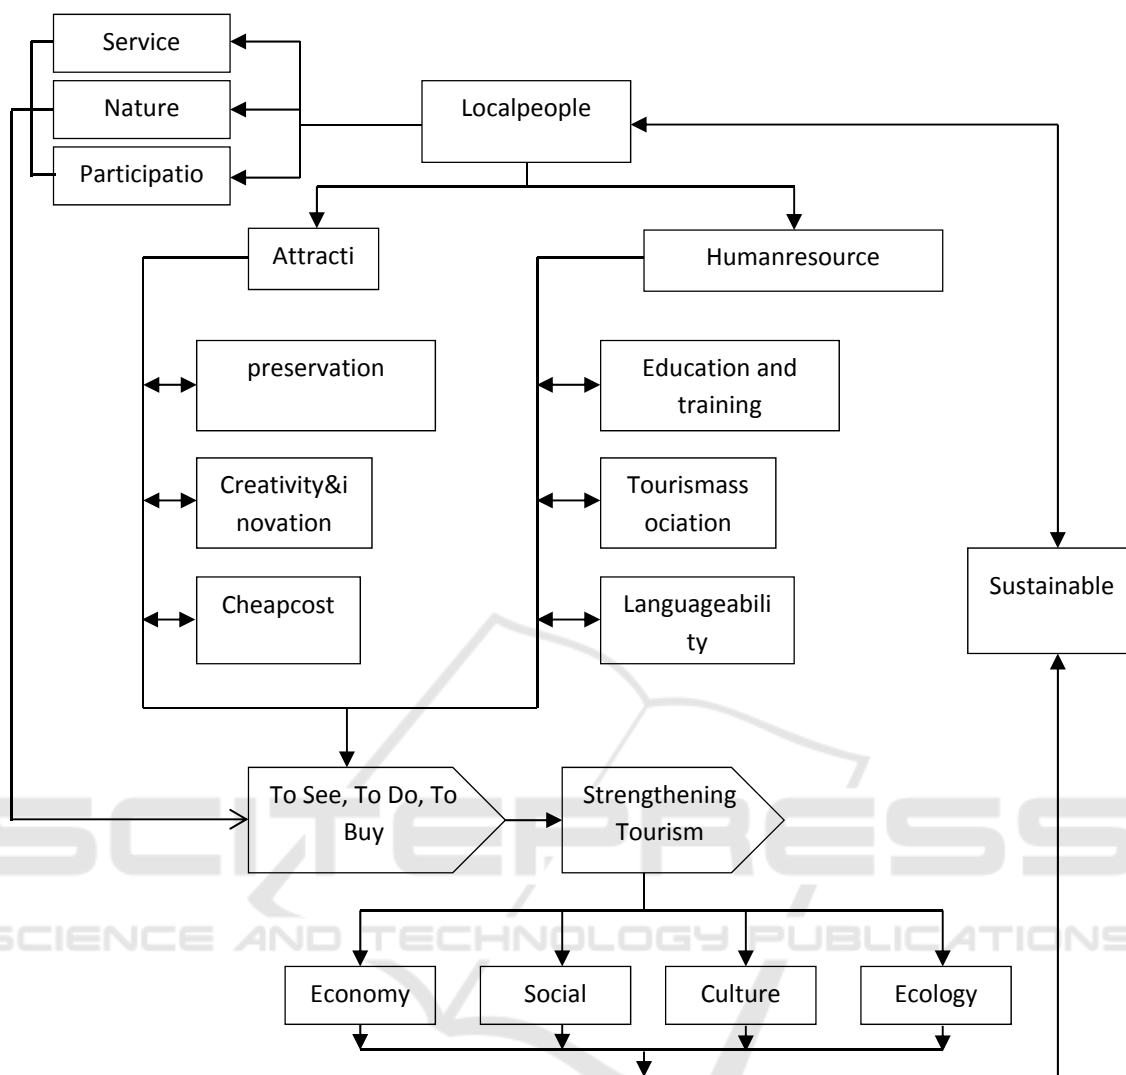 Service
Nature
Localpeople
Participatio
Attracti
Humanresource
preservation
Education and
training
Creativity&i
novation
Tourismass
ociation
Sustainable
Cheapcost
Languageabili
ty
To See, To Do, To
Buy
Strengthening
Tourism
SCITEPRESS
SCIENCE AND TECHNOLOGY PUBLICATIONS
Economy
Social
Culture
Ecology